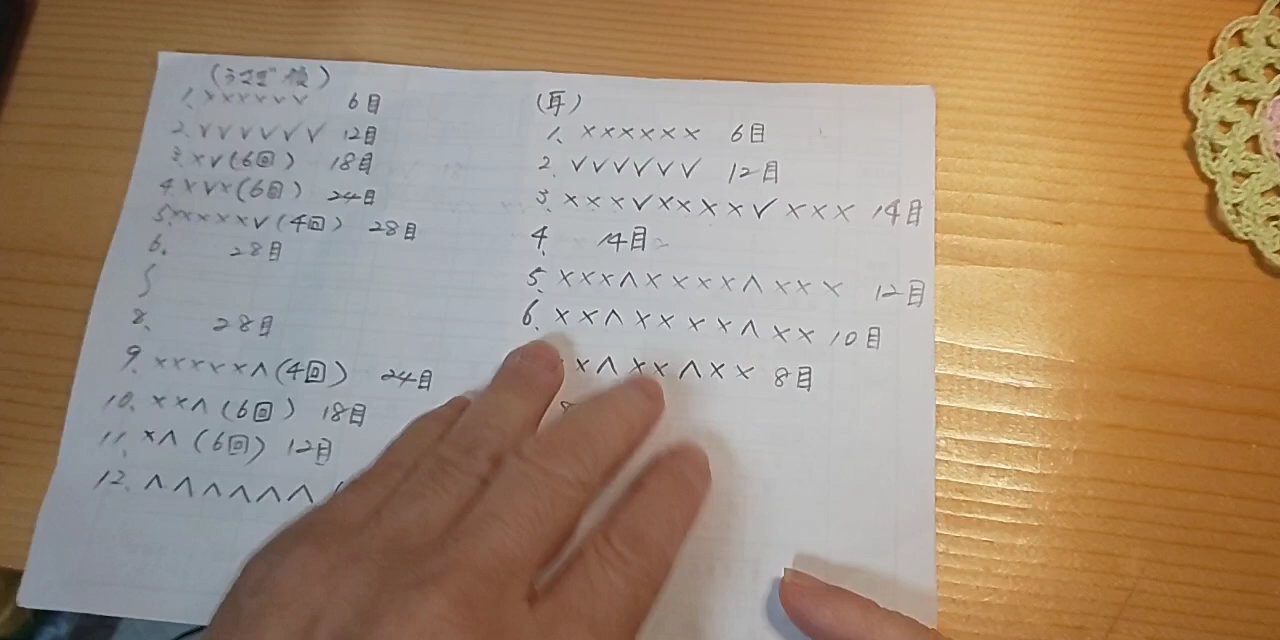 (うさぎ 顔)
1. ×××××× 6目
2. ∨∨∨∨∨∨ 12目
3. ×∨(6回) 18目
4. ×∨×(6回) 24目
5. ×××××∨(4回) 28目
6. 28目
∫
8. 28目
9. ×××××∧(4回) 24目
10. ××∧(6回) 18目
11. ×∧(6回) 12目
12. ∧∧∧∧∧∧
(耳)
1. ×××××× 6目
2. ∨∨∨∨∨∨ 12目
3. ×××∨××××∨××× 14目
4. 14目
5. ×××∧××××∧××× 12目
6. ××∧××××∧×× 10目
×∧××∧×× 8目